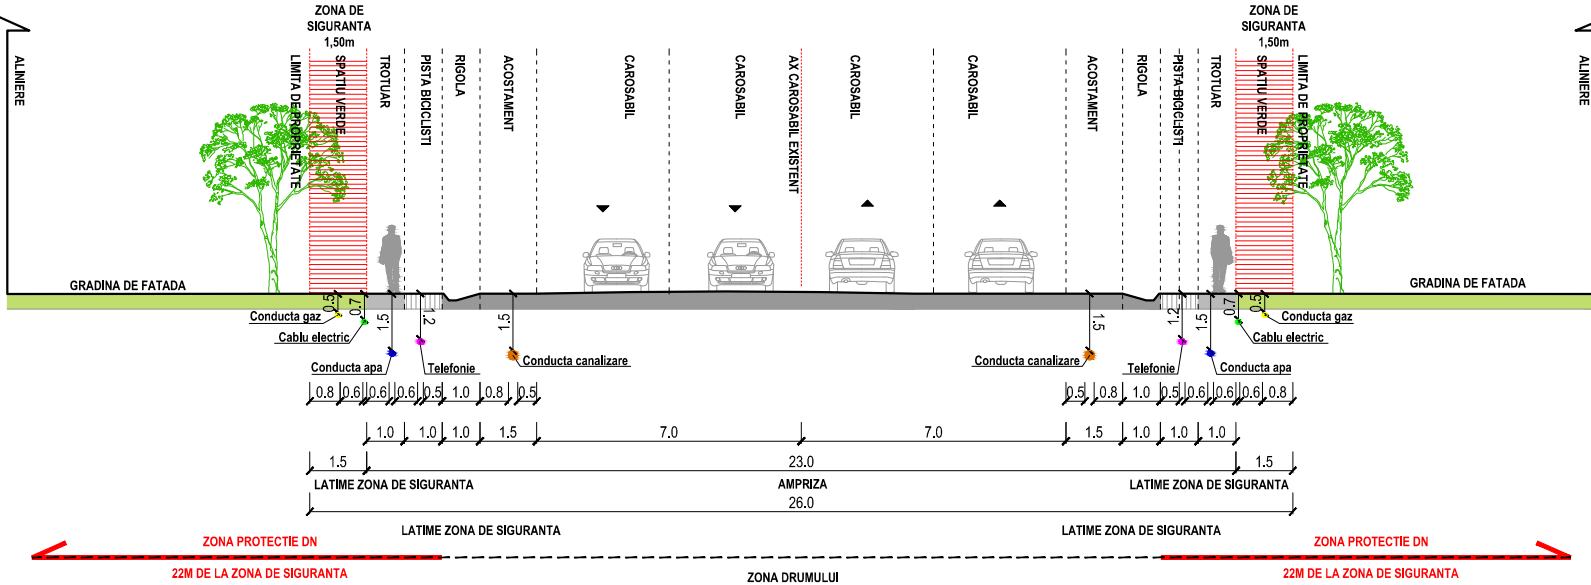 ZONA DE
SIGURANTA
1,50m
ZONA DE
SIGURANTA
1,50m
ALINIERE
LIMITA DE PROPRIETATE
SPATIU VERDE
TROTUAR
PISTA BICICLISTI
RIGOLA
ACOSTAMENT
CAROSABIL
CAROSABIL
AX CAROSABIL EXISTENT
CAROSABIL
CAROSABIL
ACOSTAMENT
RIGOLA
PISTA BICICLISTI
TROTUAR
SPATIU VERDE
LIMITA DE PROPRIETATE
ALINIERE
GRADINA DE FATADA
GRADINA DE FATADA
0.5 0.7 1.5 1.2 1.5 1.5 1.2 1.5 0.7 0.5
Conducta gaz
Conducta gaz
Cablu electric
Cablu electric
Conducta apa
Telefonie
Conducta canalizare
Conducta canalizare
Telefonie
Conducta apa
0.8 0.6 0.6 0.6 0.5 1.0 0.8 0.5 0.5 0.8 1.0 0.5 0.6 0.6 0.6 0.8
1.0 1.0 1.0 1.5 7.0 7.0 1.5 1.0 1.0 1.0
1.5 23.0 1.5
LATIME ZONA DE SIGURANTA AMPRIZA LATIME ZONA DE SIGURANTA
26.0
LATIME ZONA DE SIGURANTA LATIME ZONA DE SIGURANTA
ZONA PROTECTIE DN ZONA PROTECTIE DN
22M DE LA ZONA DE SIGURANTA ZONA DRUMULUI 22M DE LA ZONA DE SIGURANTA